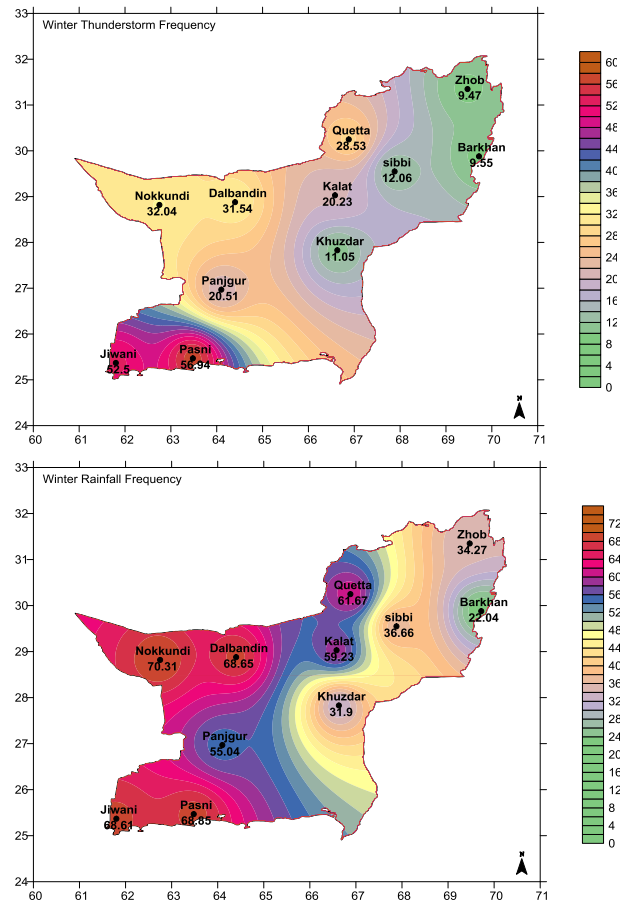 33
Winter Thunderstorm Frequency
32
31
30
29
28
27
26
25
24
60 61 62 63 64 65 66 67 68 69 70 71
Zhob
9.47
Quetta
28.53
Barkhan
9.55
sibbi
12.06
Kalat
20.23
Dalbandin
31.54
Nokkundi
32.04
Khuzdar
11.05
Panjgur
20.51
Jiwani
52.5
Pasni
56.94
N
60
56
52
48
44
40
36
32
28
24
20
16
12
8
4
0
33
Winter Rainfall Frequency
32
31
30
29
28
27
26
25
24
60 61 62 63 64 65 66 67 68 69 70 71
Zhob
34.27
Quetta
61.67
Barkhan
22.04
sibbi
36.66
Kalat
59.23
Dalbandin
68.65
Nokkundi
70.31
Khuzdar
31.9
Panjgur
55.04
Jiwani
68.61
Pasni
68.85
N
72
68
64
60
56
52
48
44
40
36
32
28
24
20
16
12
8
4
0